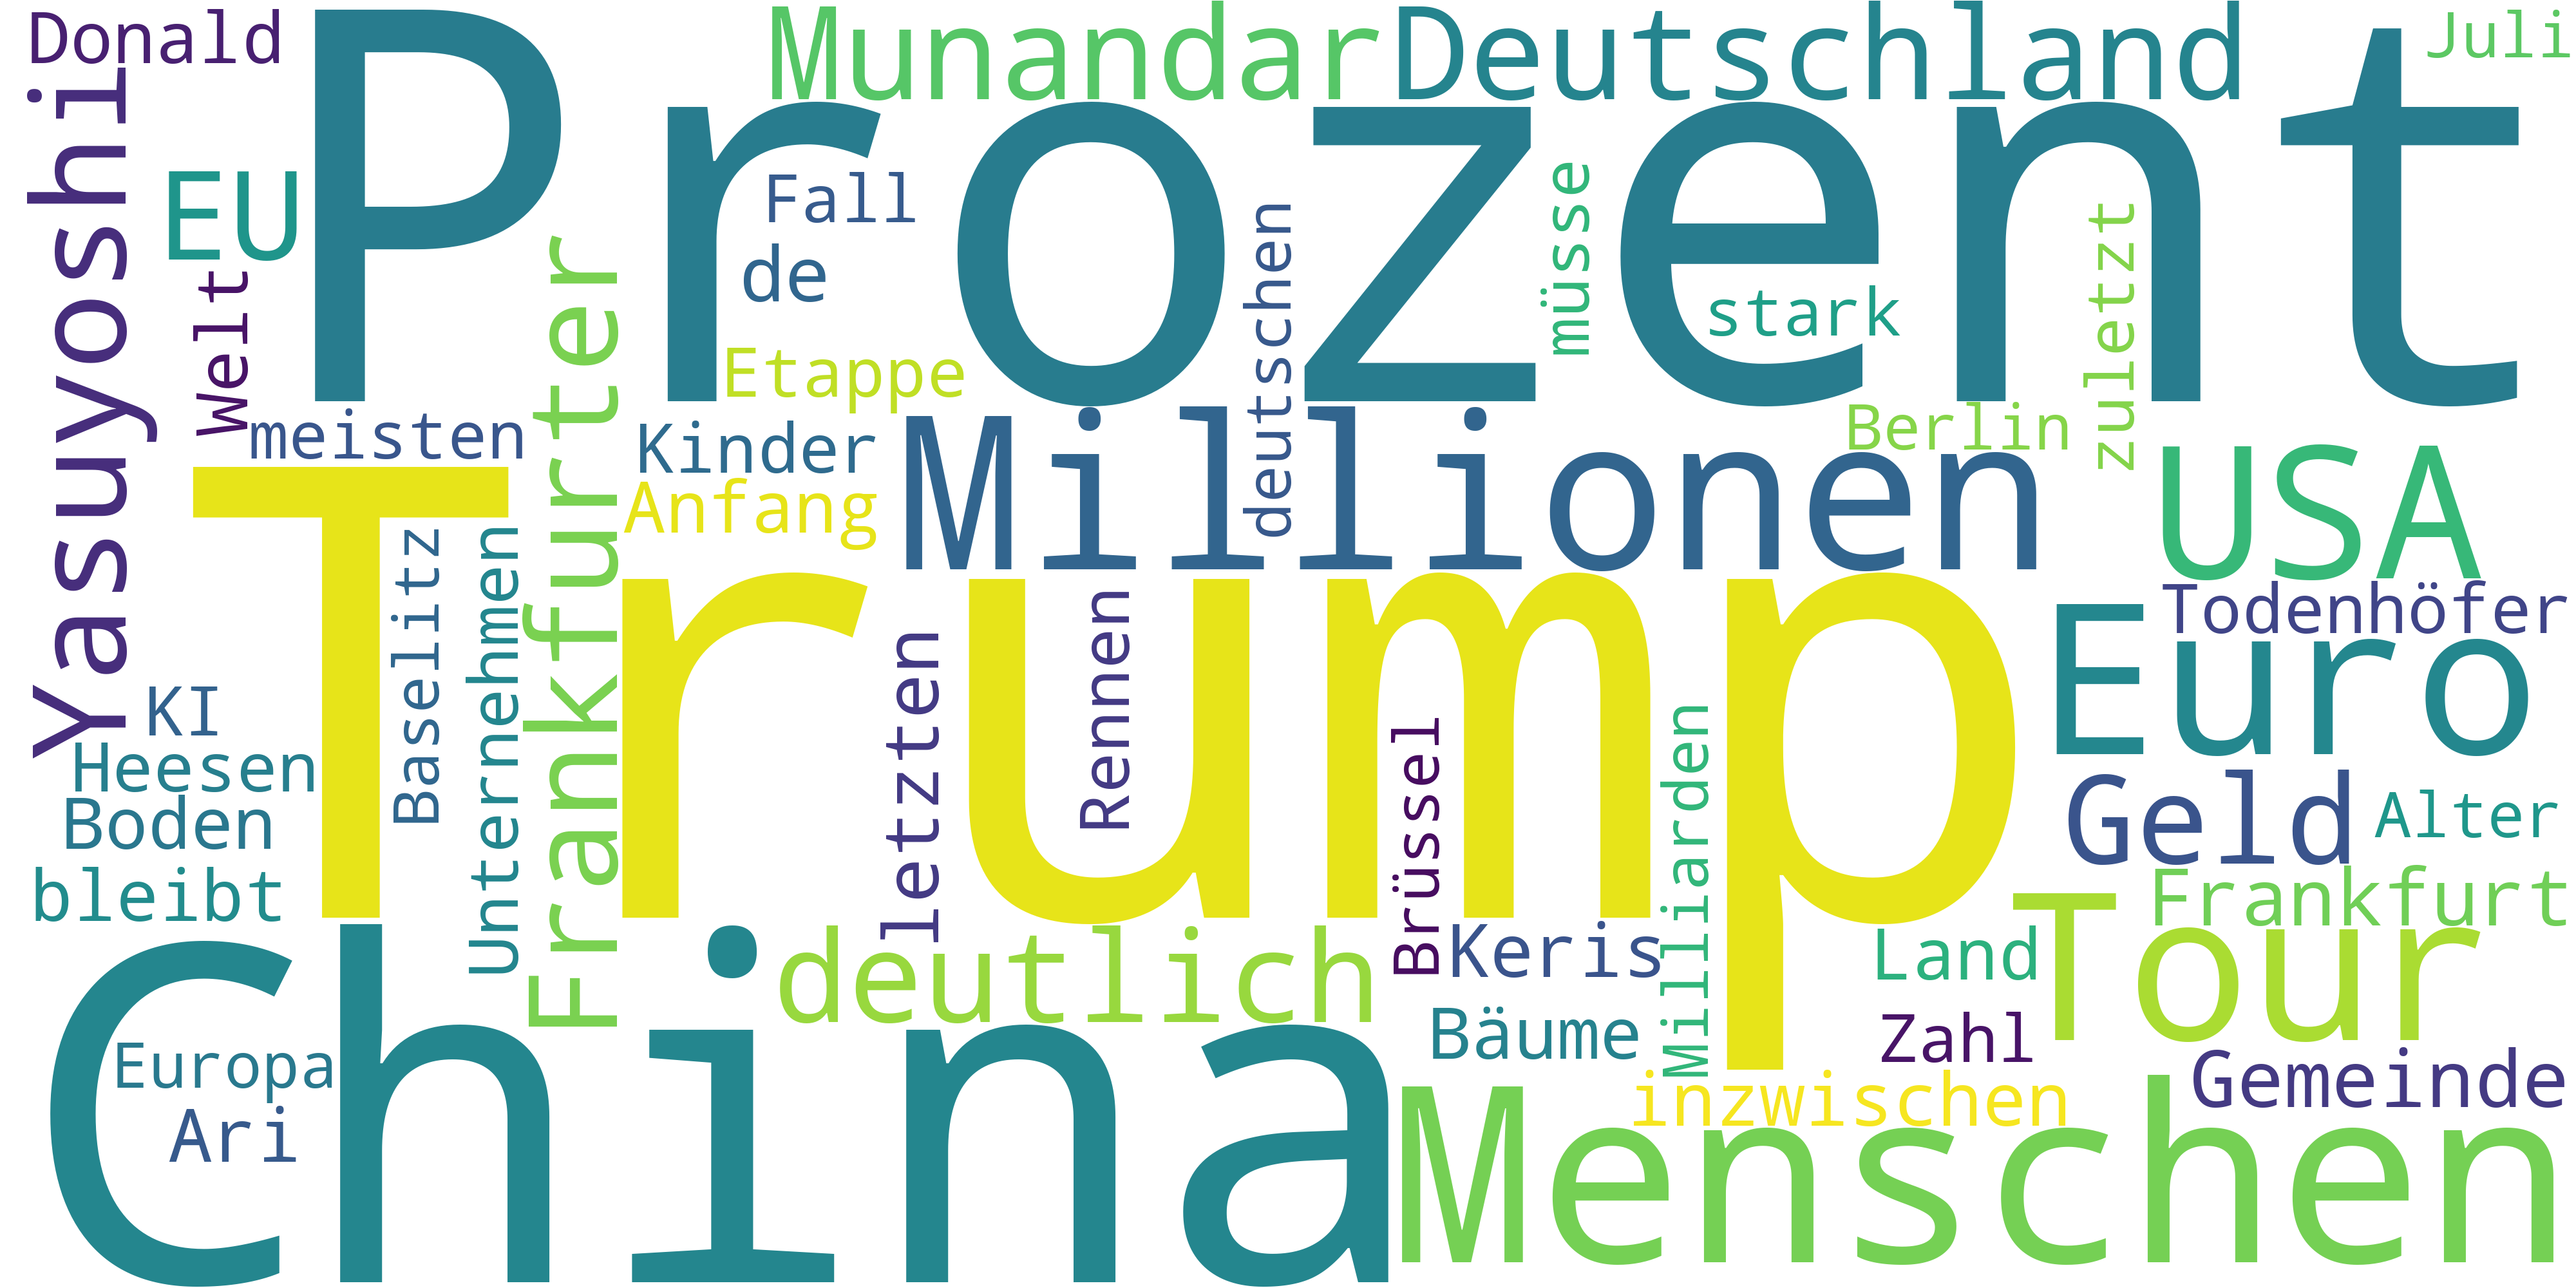 Donald
Munandar
Deutschland
Juli
Yasuyoshi
EU
Prozent
Fall
de
deutschen
müsse
stark
zuletzt
Welt
Frankfurter
Etappe
meisten
Kinder
Anfang
Millionen
Berlin
USA
Trump
Baselitz
Unternehmen
letzten
Rennen
Todenhöfer
Euro
KI
Heesen
Boden
bleibt
Brüssel
Milliarden
Geld
Alter
Frankfurt
China
deutlich
Keris
Land
Tour
Bäume
Zahl
Europa
Ari
inzwischen
Gemeinde
Menschen